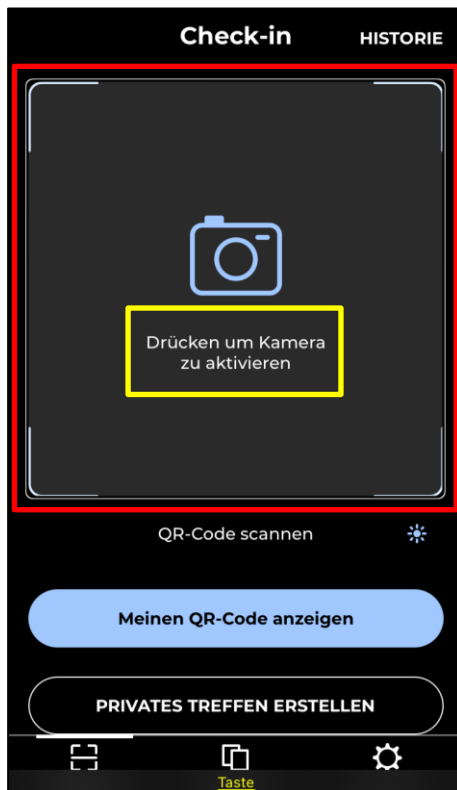 Check-in
HISTORIE
Drücken um Kamera
zu aktivieren
QR-Code scannen
Meinen QR-Code anzeigen
PRIVATES TREFFEN ERSTELLEN
Taste